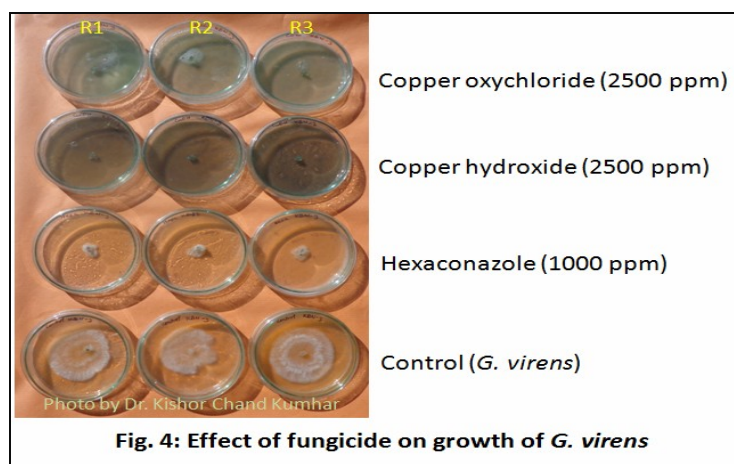 R1 R2 R3
Copper oxychloride (2500 ppm)
Copper hydroxide (2500 ppm)
Hexaconazole (1000 ppm)
Control (G. virens)
Photo by Dr. Kishor Chand Kumhar
Fig. 4: Effect of fungicide on growth of G. virens